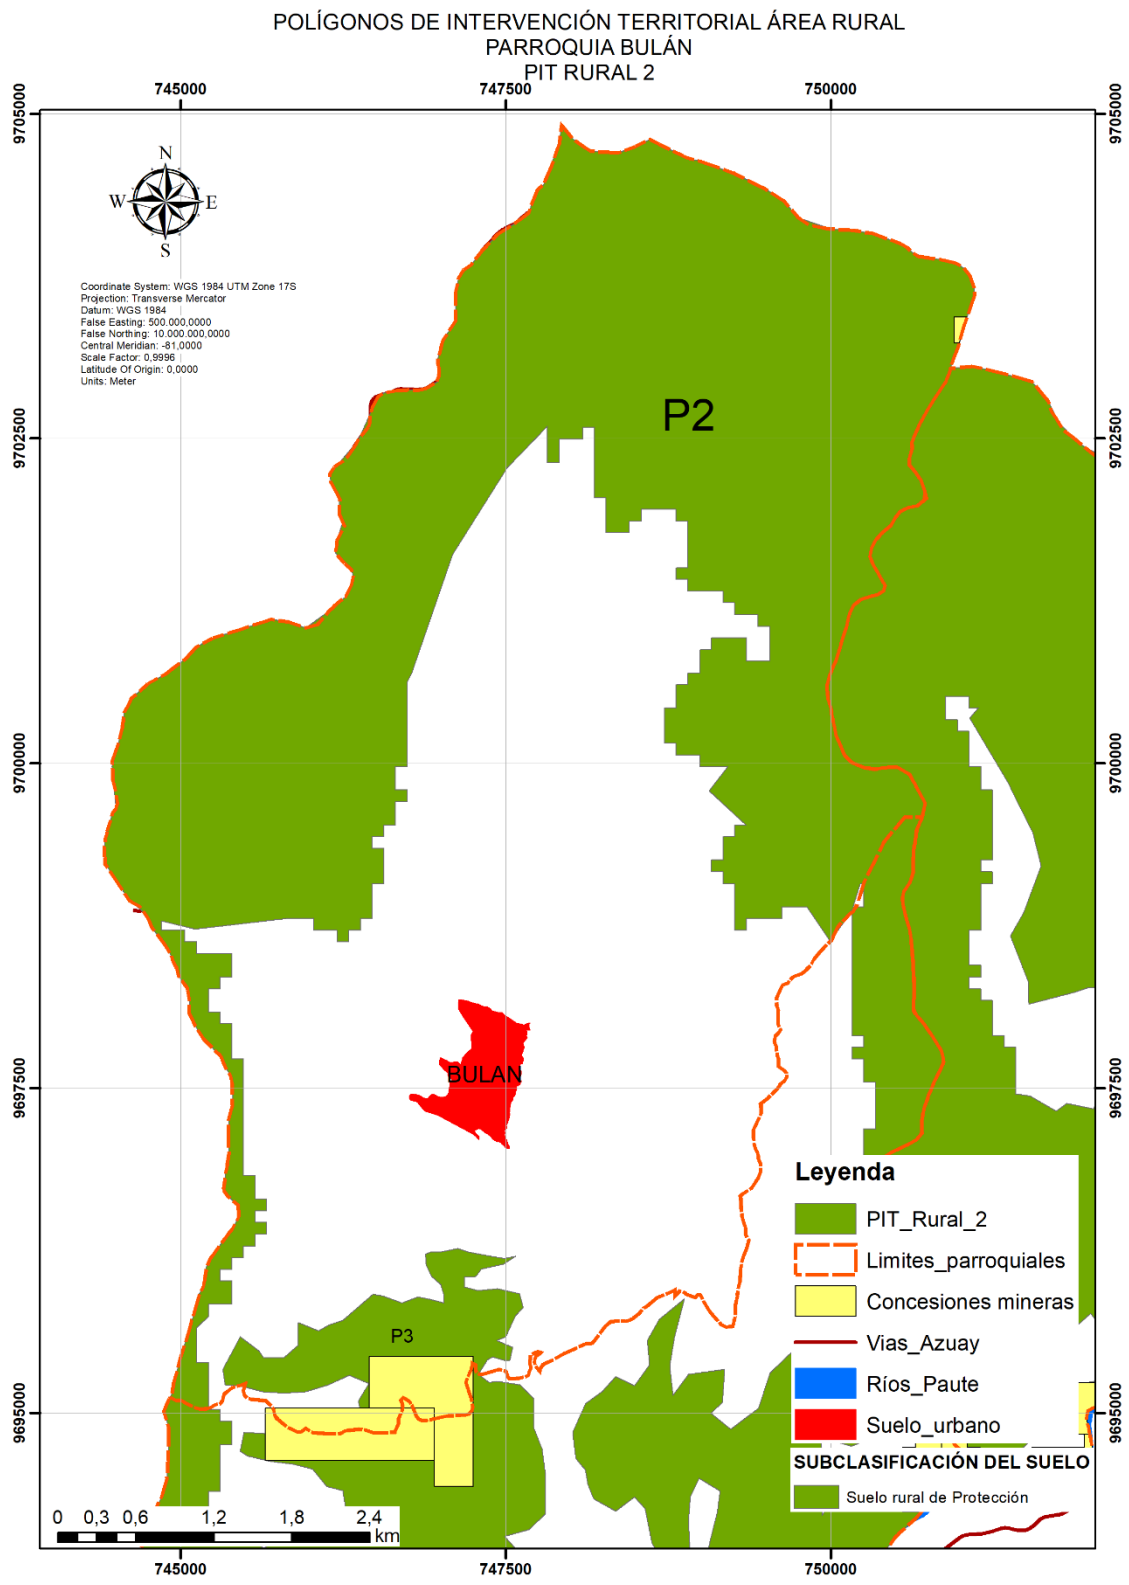 POLÍGONOS DE INTERVENCIÓN TERRITORIAL ÁREA RURAL
PARROQUIA BULÁN
PIT RURAL 2
745000
747500
750000
9705000
9705000
N
W
E
S
Coordinate System: WGS 1984 UTM Zone 17S
Projection: Transverse Mercator
Datum: WGS 1984
False Easting: 500.000,0000
False Northing: 10.000.000,0000
Central Meridian: -81,0000
Scale Factor: 0,9996
Latitude Of Origin: 0,0000
Units: Meter
P2
9702500
9702500
9700000
9700000
BULAN
9697500
9697500
P3
9695000
9695000
Leyenda
PIT_Rural_2
Limites_parroquiales
Concesiones mineras
Vias_Azuay
Ríos_Paute
Suelo_urbano
SUBCLASIFICACIÓN DEL SUELO
Suelo rural de Protección
0 0,3 0,6 1,2 1,8 2,4
km
745000
747500
750000